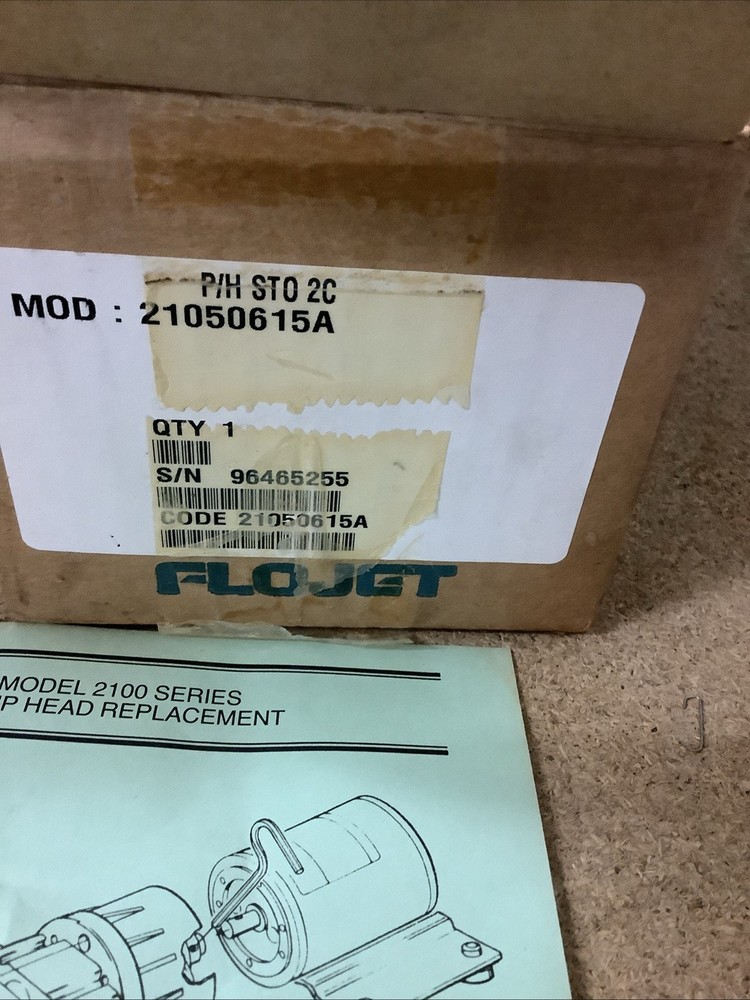 P/H STO 2C
MOD : 21050615A
QTY 1
S/N 96465255
CODE 21050615A
FLOJET
MODEL 2100 SERIES
HEAD REPLACEMENT